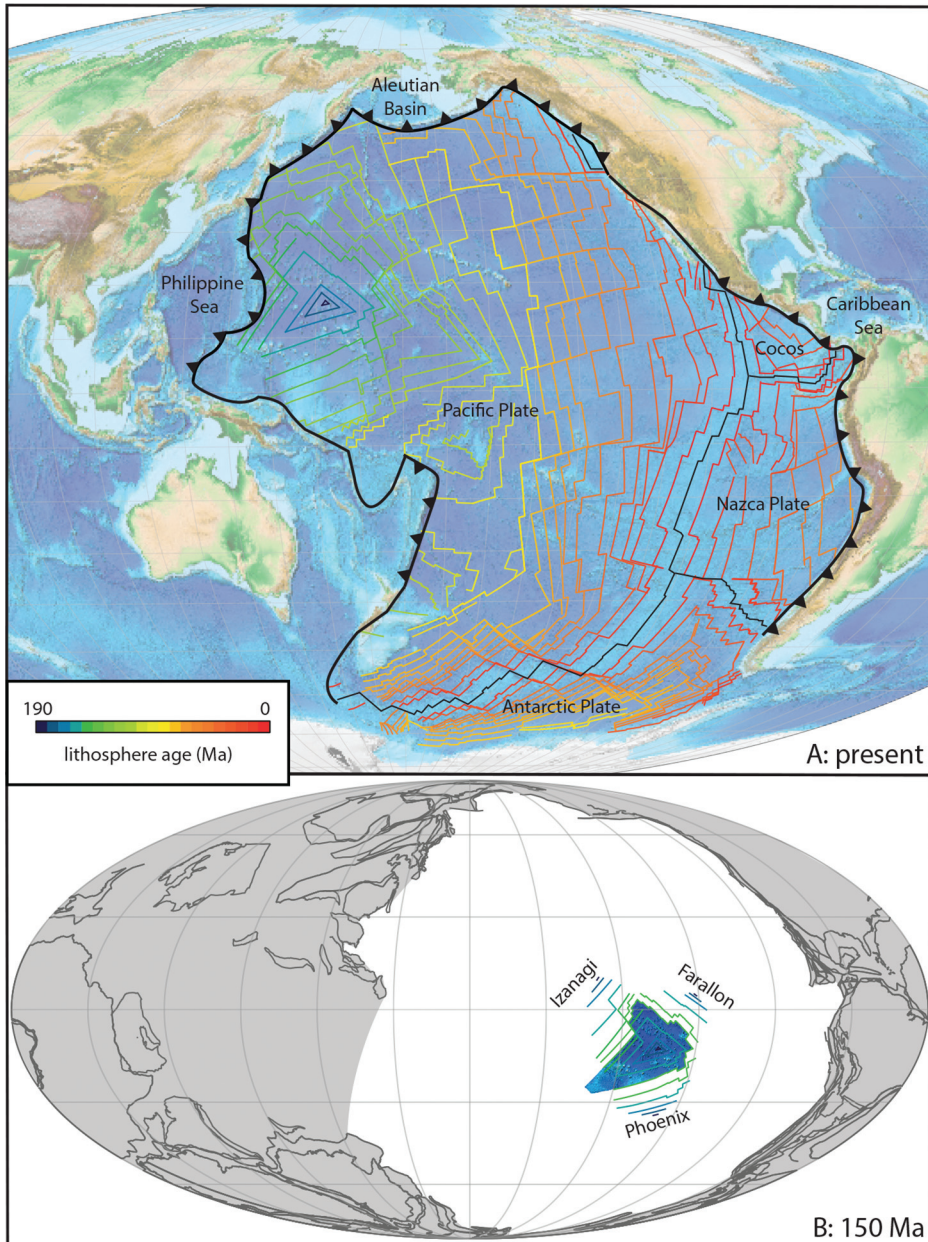 Aleutian
Basin
Philippine
Sea
Caribbean
Sea
Cocos
Pacific Plate
Nazca Plate
Antarctic Plate
190 0
lithosphere age (Ma)
A: present
Izanagi
Farallon
Phoenix
B: 150 Ma